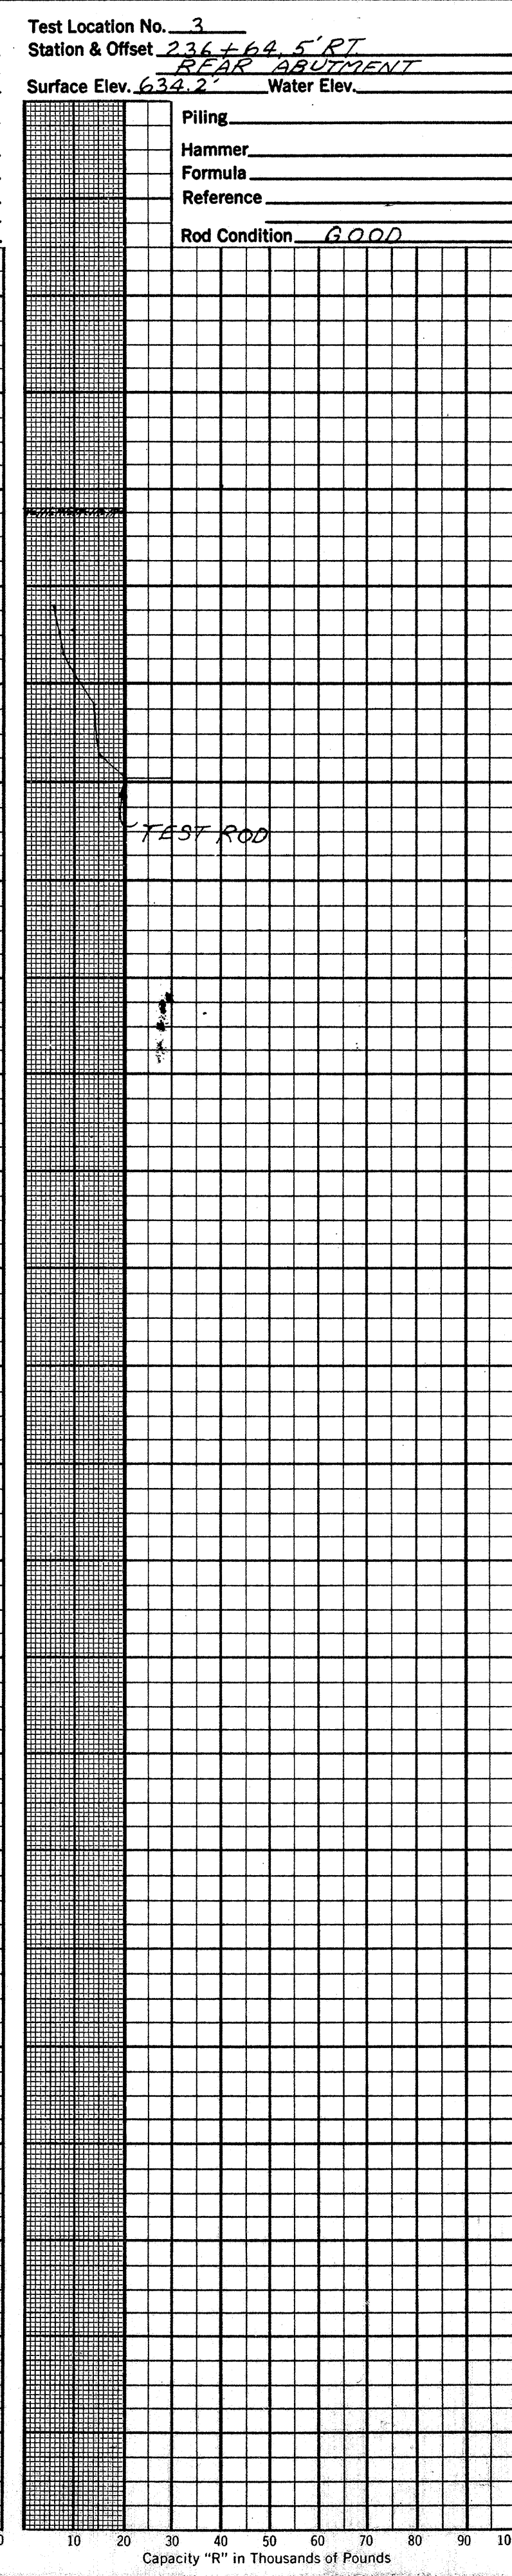 Test Location No. 3
Station & Offset 236+64, 5' RT.
REAR ABUTMENT
Surface Elev. 634.2' Water Elev.
Piling
Hammer
Formula
Reference
Rod Condition GOOD
TEST ROD
0 10 20 30 40 50 60 70 80 90 10
Capacity "R" in Thousands of Pounds